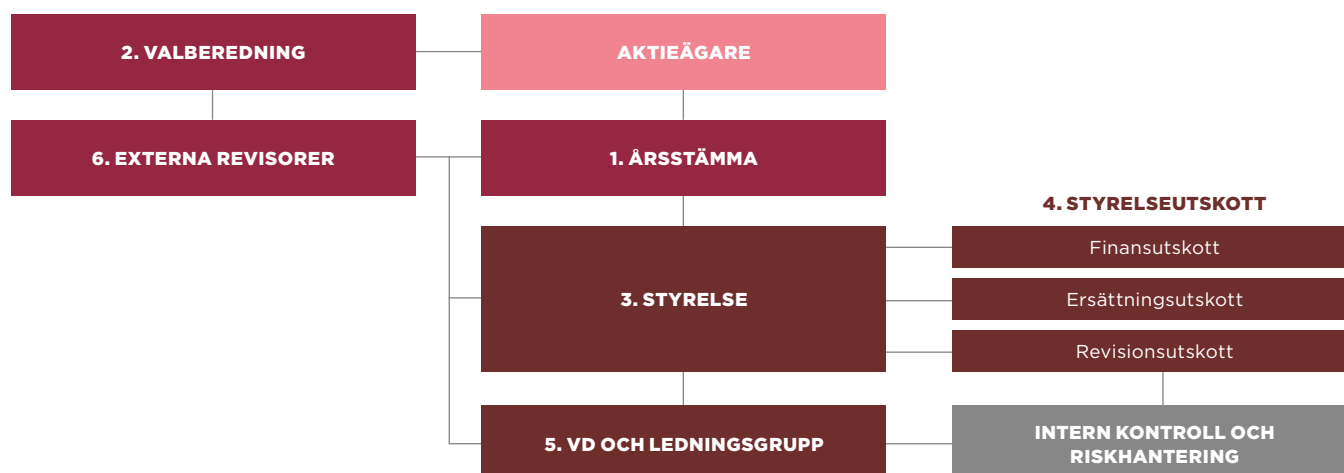 2. VALBEREDNING
AKTIEÄGARE
6. EXTERNA REVISORER
1. ÅRSSTÄMMA
4. STYRELSEUTSKOTT
Finansutskott
3. STYRELSE
Ersättningsutskott
Revisionsutskott
5. VD OCH LEDNINGSGRUPP
INTERN KONTROLL OCH
RISKHANTERING